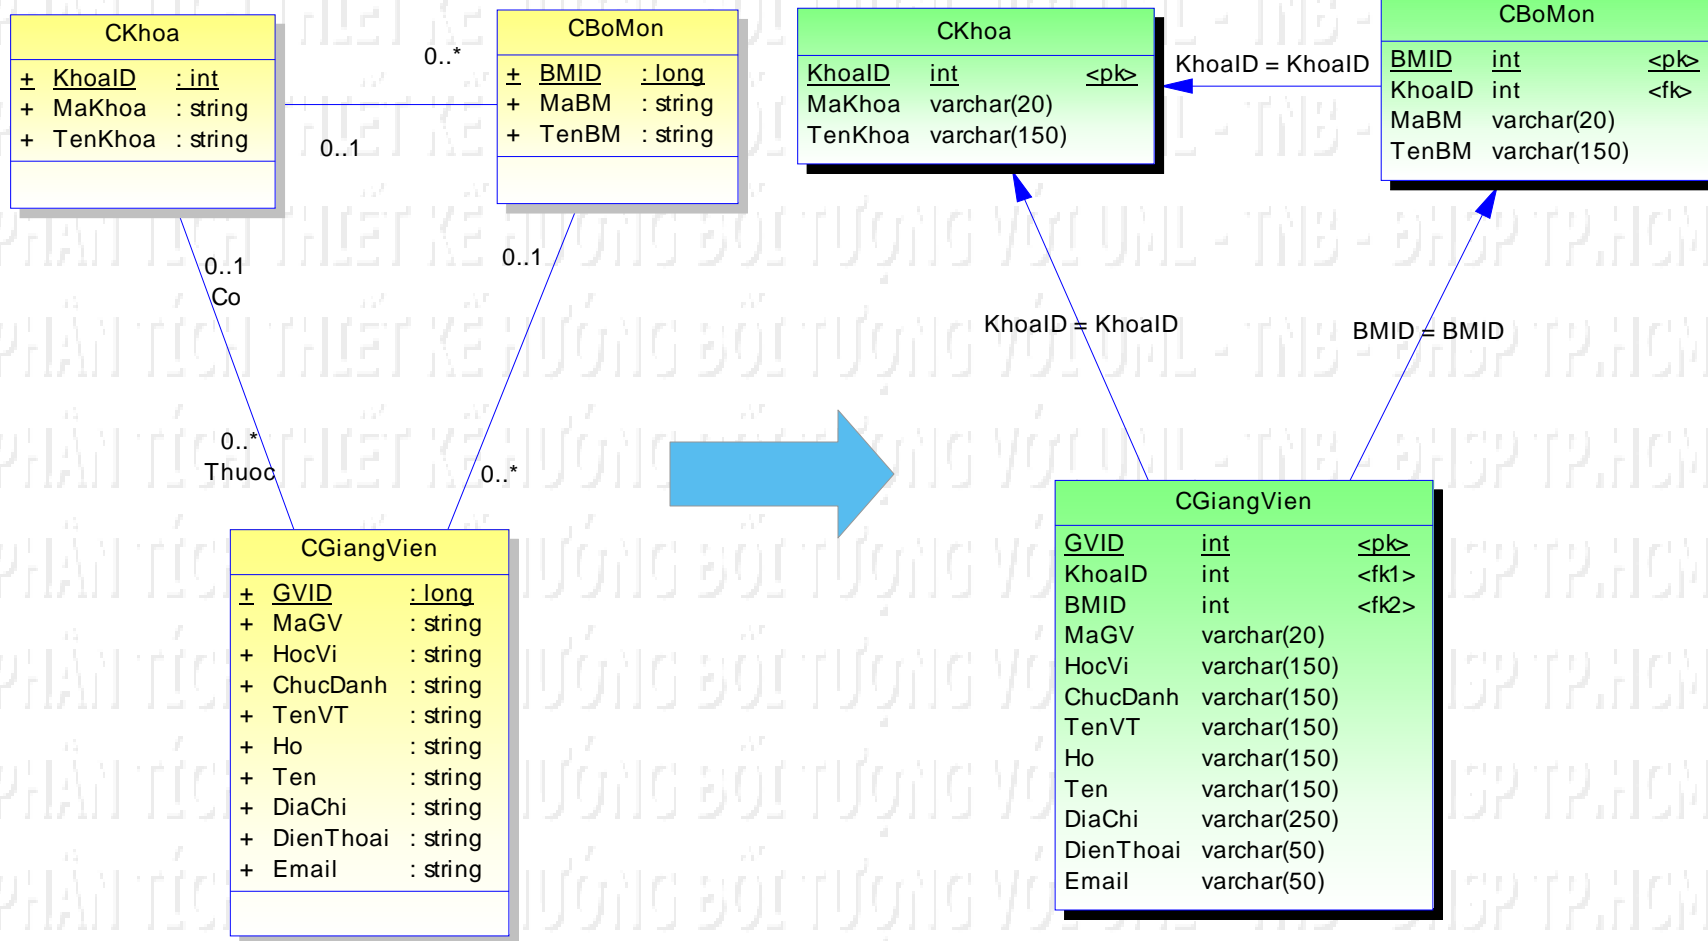 CKhoa
+ KhoaID : int
+ MaKhoa : string
+ TenKhoa : string
0..*
0..1
CBoMon
+ BMID : long
+ MaBM : string
+ TenBM : string
0..1
Co
0..1
0..*
Thuoc
0..*
CGiangVien
+ GVID : long
+ MaGV : string
+ HocVi : string
+ ChucDanh : string
+ TenVT : string
+ Ho : string
+ Ten : string
+ DiaChi : string
+ DienThoai : string
+ Email : string
CKhoa
KhoaID int <pk>
MaKhoa varchar(20)
TenKhoa varchar(150)
KhoaID = KhoaID
CBoMon
BMID int <pk>
KhoaID int <fk>
MaBM varchar(20)
TenBM varchar(150)
KhoaID = KhoaID
BMID = BMID
CGiangVien
GVID int <pk>
KhoaID int <fk1>
BMID int <fk2>
MaGV varchar(20)
HocVi varchar(150)
ChucDanh varchar(150)
TenVT varchar(150)
Ho varchar(150)
Ten varchar(150)
DiaChi varchar(250)
DienThoai varchar(50)
Email varchar(50)